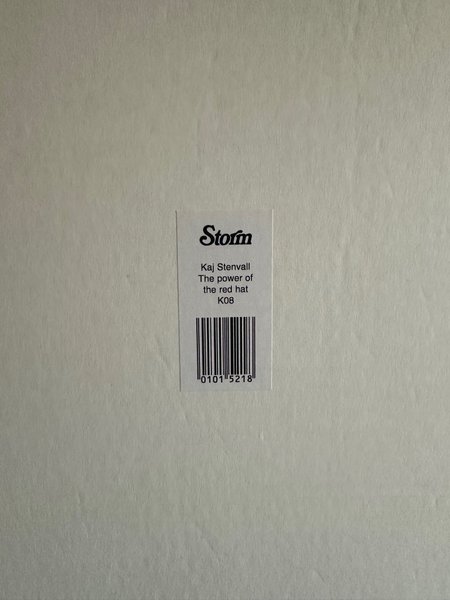 Storm
Kaj Stenvall
The power of
the red hat
K08
0101 5218